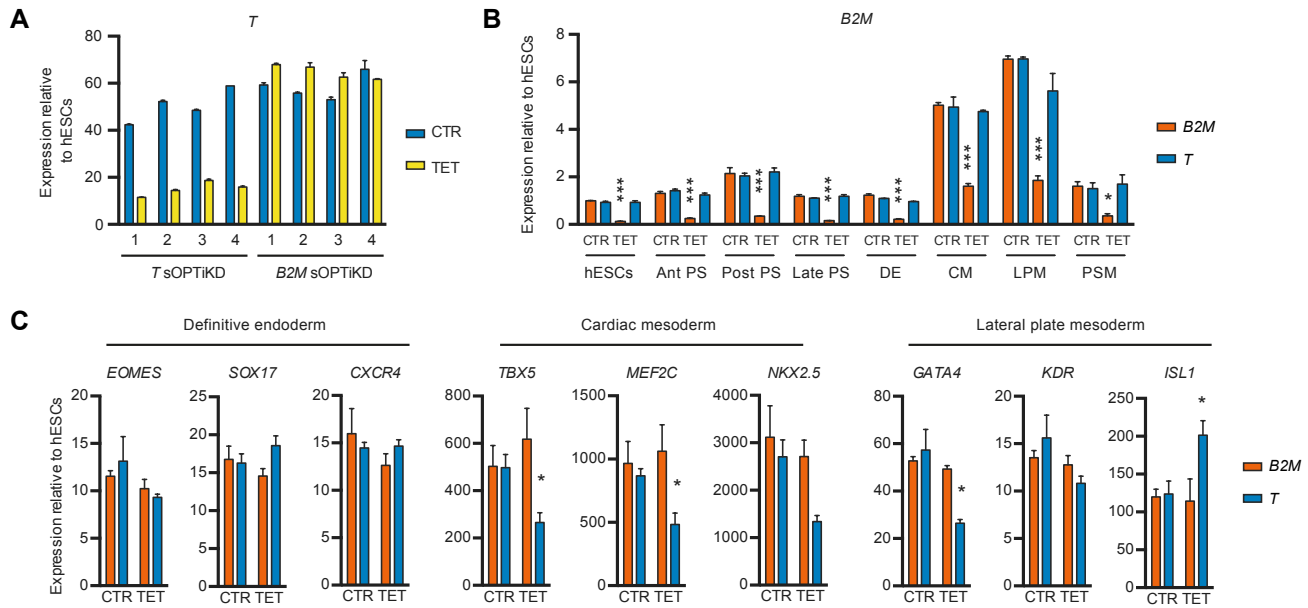 A
T
Expression relative
to hESCs
80
60
40
20
0
1 2 3 4 1 2 3 4
T sOPTiKD B2M sOPTiKD
CTR
TET
B
B2M
Expression relative to hESCs
8
6
4
2
0
*** *** *** *** *** *** *** *
CTR TET CTR TET CTR TET CTR TET CTR TET CTR TET CTR TET CTR TET
hESCs Ant PS Post PS Late PS DE CM LPM PSM
B2M
T
C
Expression relative to hESCs
Definitive endoderm Cardiac mesoderm Lateral plate mesoderm
EOMES
20
15
10
5
0
CTR TET
SOX17
25
20
15
10
5
0
CTR TET
CXCR4
20
15
10
5
0
CTR TET
TBX5
800
600
400
200
0
*
CTR TET
MEF2C
1500
1000
500
0
*
CTR TET
NKX2.5
4000
3000
2000
1000
0
CTR TET
GATA4
80
60
40
20
0
*
CTR TET
KDR
20
15
10
5
0
CTR TET
ISL1
250
200
150
100
50
0
*
CTR TET
B2M
T